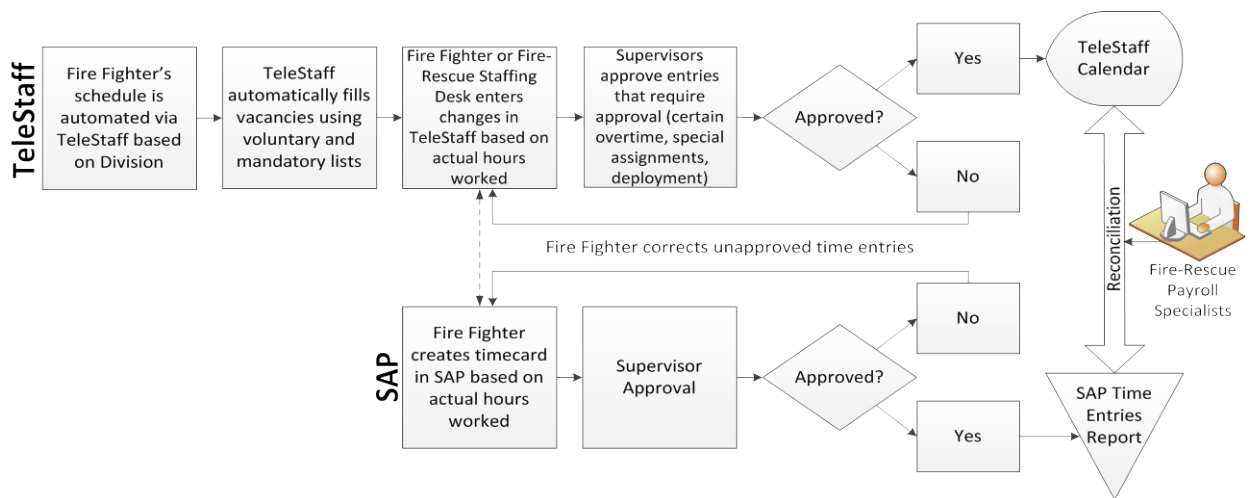 TeleStaff
Fire Fighter's
schedule is
automated via
TeleStaff based
on Division
TeleStaff
automatically fills
vacancies using
voluntary and
mandatory lists
Fire Fighter or Fire-
Rescue Staffing
Desk enters
changes in
TeleStaff based on
actual hours
worked
Supervisors
approve entries
that require
approval (certain
overtime, special
assignments,
deployment)
Approved?
Yes
No
TeleStaff
Calendar
Fire Fighter corrects unapproved time entries
Reconciliation
Fire-Rescue
Payroll
Specialists
SAP
Fire Fighter
creates timecard
in SAP based on
actual hours
worked
Supervisor
Approval
Approved?
No
Yes
SAP Time
Entries
Report